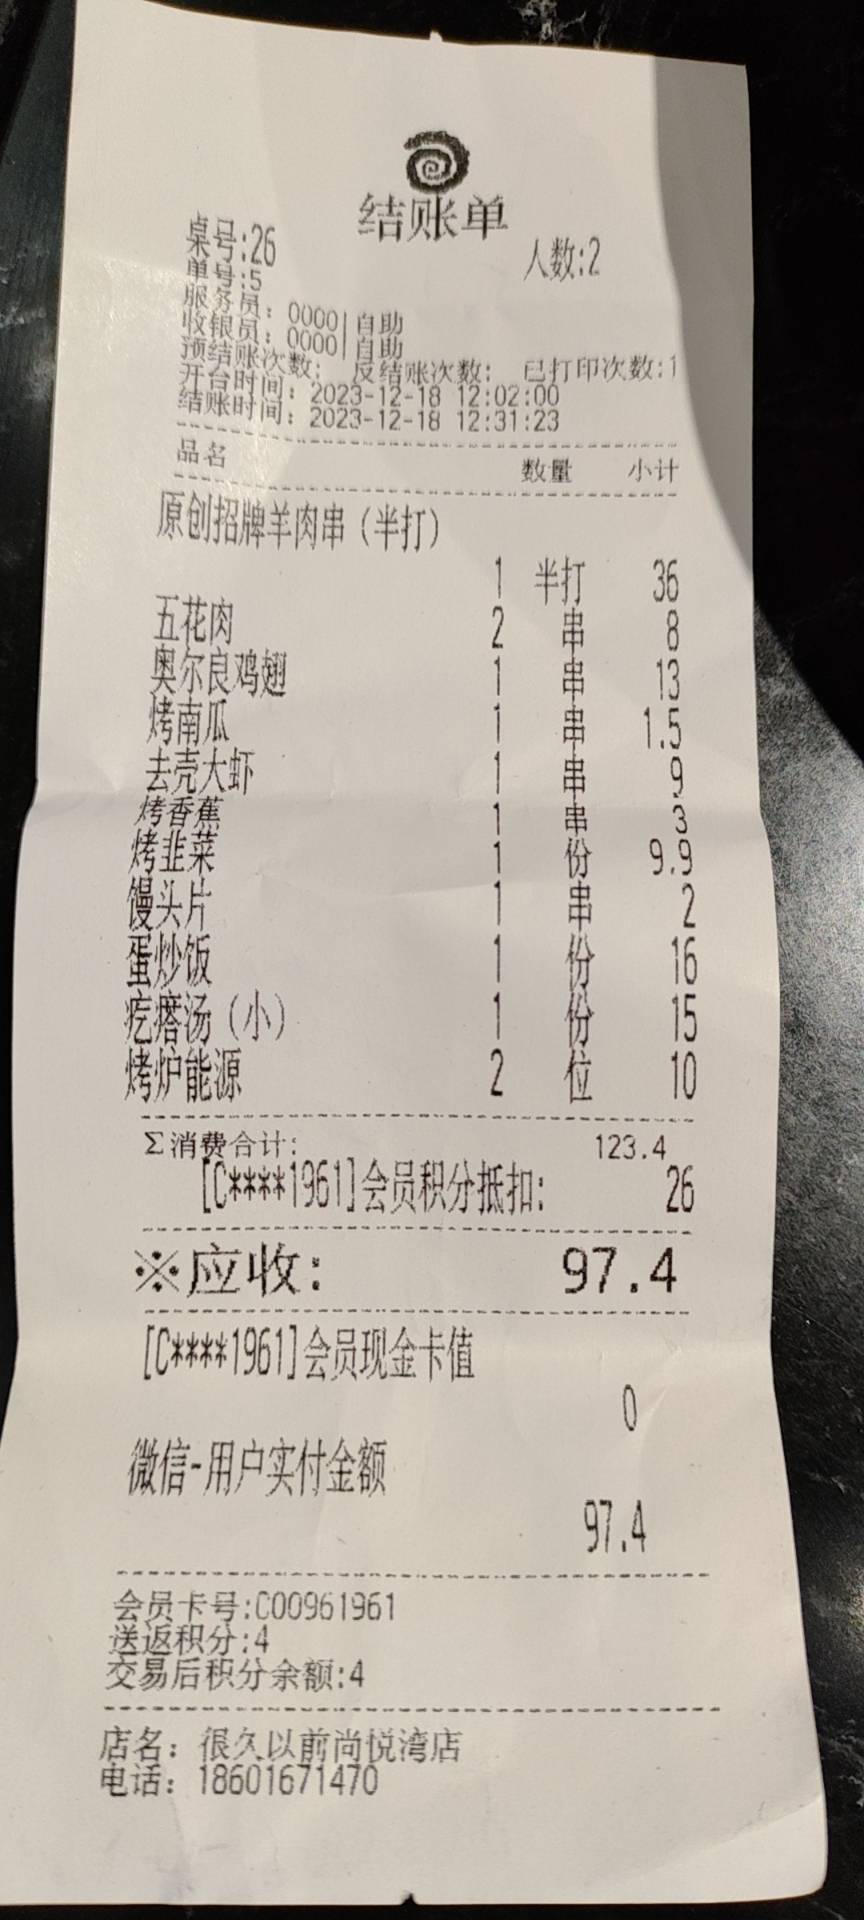 结账单
桌号:26 人数:2
单号:5
服务员: 0000|自助
收银员: 0000|自助
预结账次数: 反结账次数: 已打印次数:1
开台时间: 2023-12-18 12:02:00
结账时间: 2023-12-18 12:31:23
品名 数量 小计
原创招牌羊肉串（半打）
1 半打 36
五花肉 2 串 8
奥尔良鸡翅 1 串 13
烤南瓜 1 串 1.5
去壳大虾 1 串 9
烤香蕉 1 串 3
烤韭菜 1 份 9.9
馒头片 1 串 2
蛋炒饭 1 份 16
疙瘩汤（小） 1 份 15
烤炉能源 2 位 10
Σ消费合计: 123.4
[C****1961]会员积分抵扣: 26
※应收: 97.4
[C****1961]会员现金卡值
0
微信-用户实付金额
97.4
会员卡号:C00961961
送返积分:4
交易后积分余额:4
店名: 很久以前尚悦湾店
电话: 18601671470